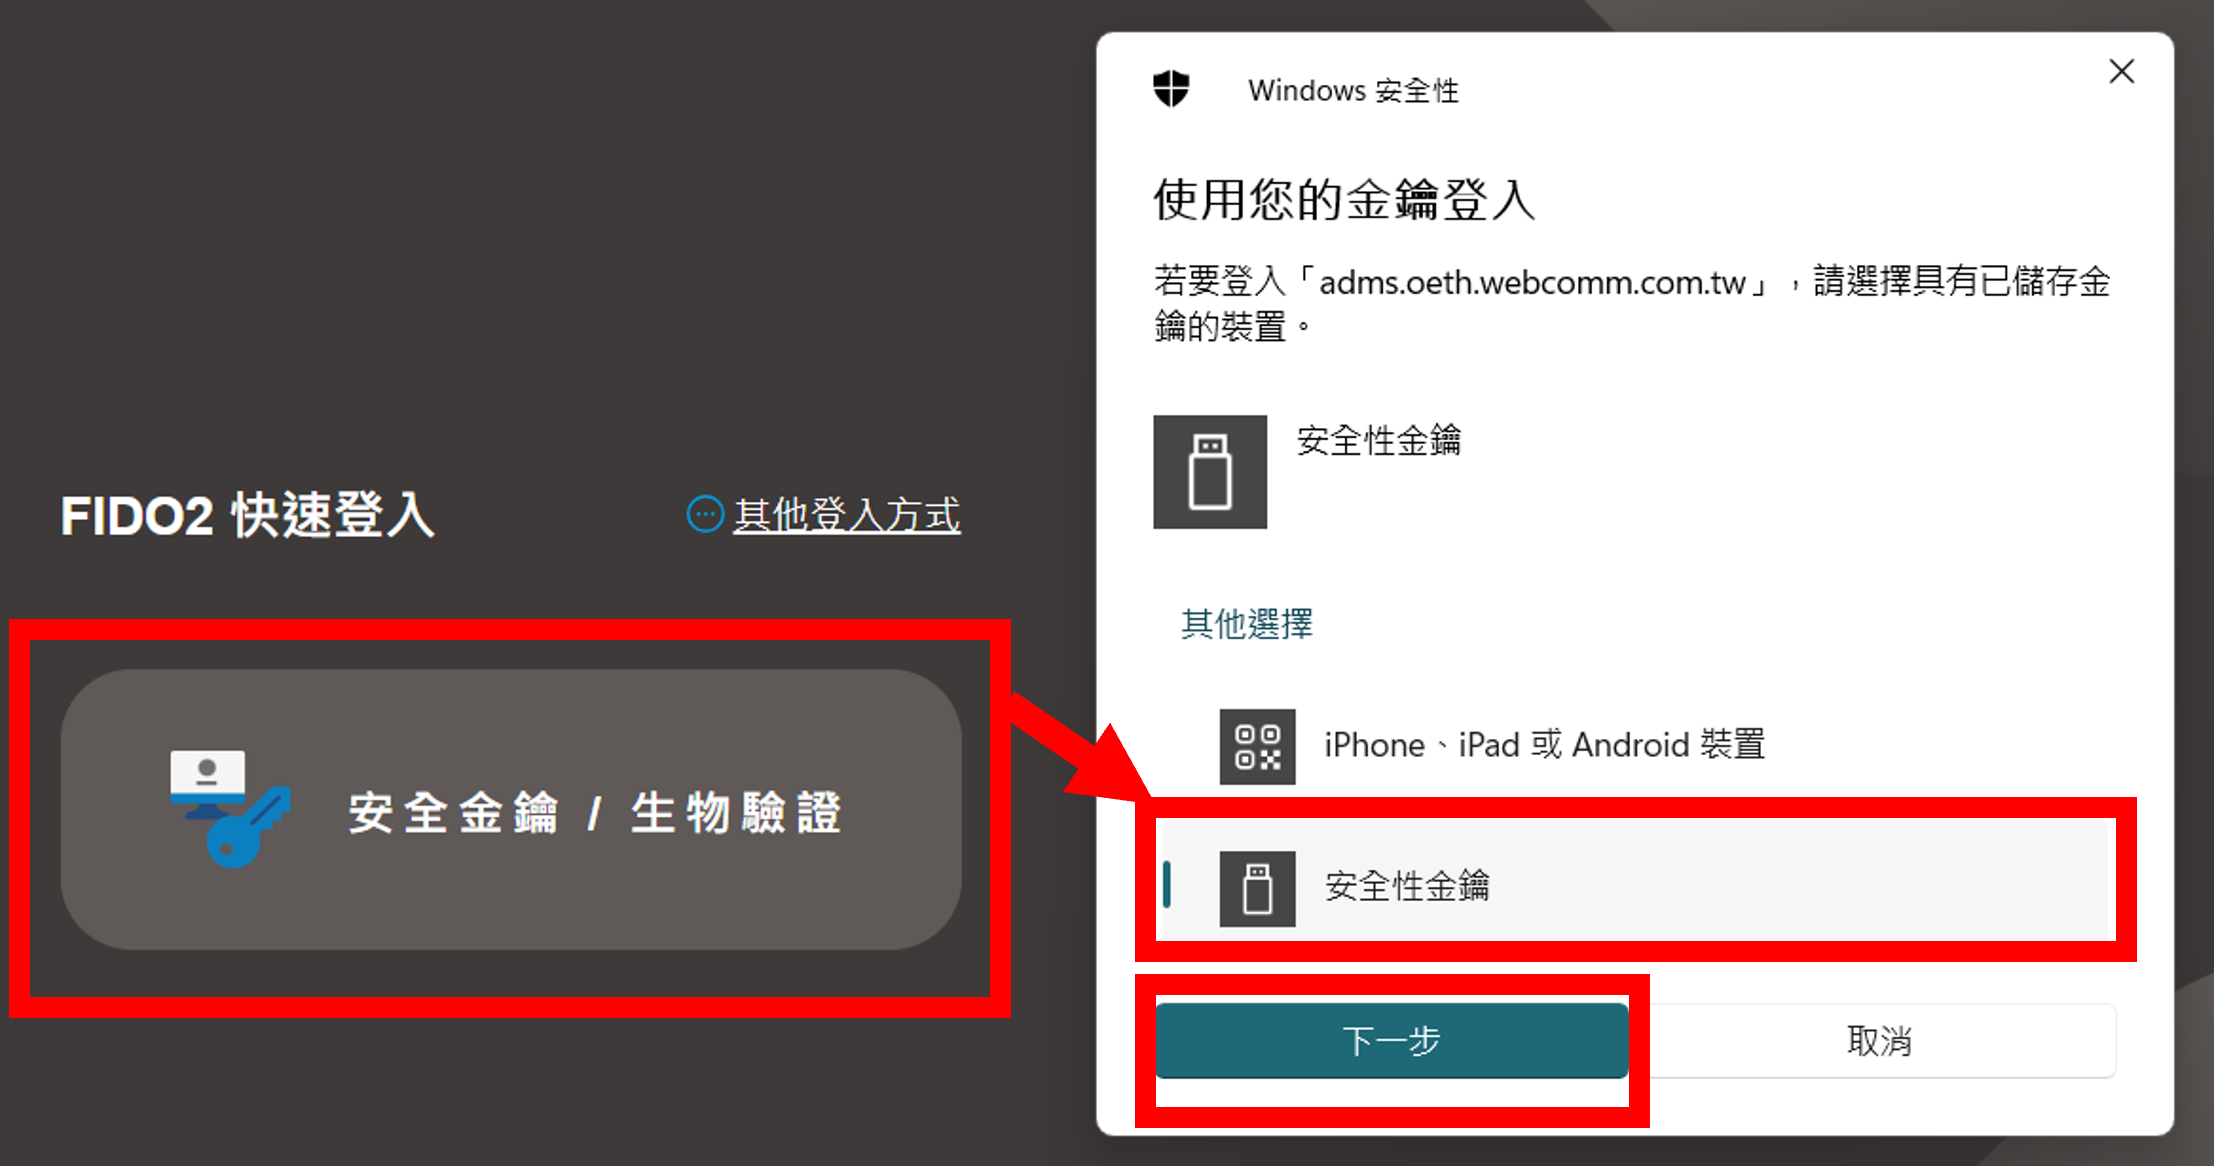 FIDO2 快速登入
其他登入方式
安全金鑰 / 生物驗證
Windows 安全性
使用您的金鑰登入
若要登入「adms.oeth.webcomm.com.tw」，請選擇具有已儲存金
鑰的裝置。
安全性金鑰
其他選擇
iPhone、iPad 或 Android 裝置
安全性金鑰
下一步
取消